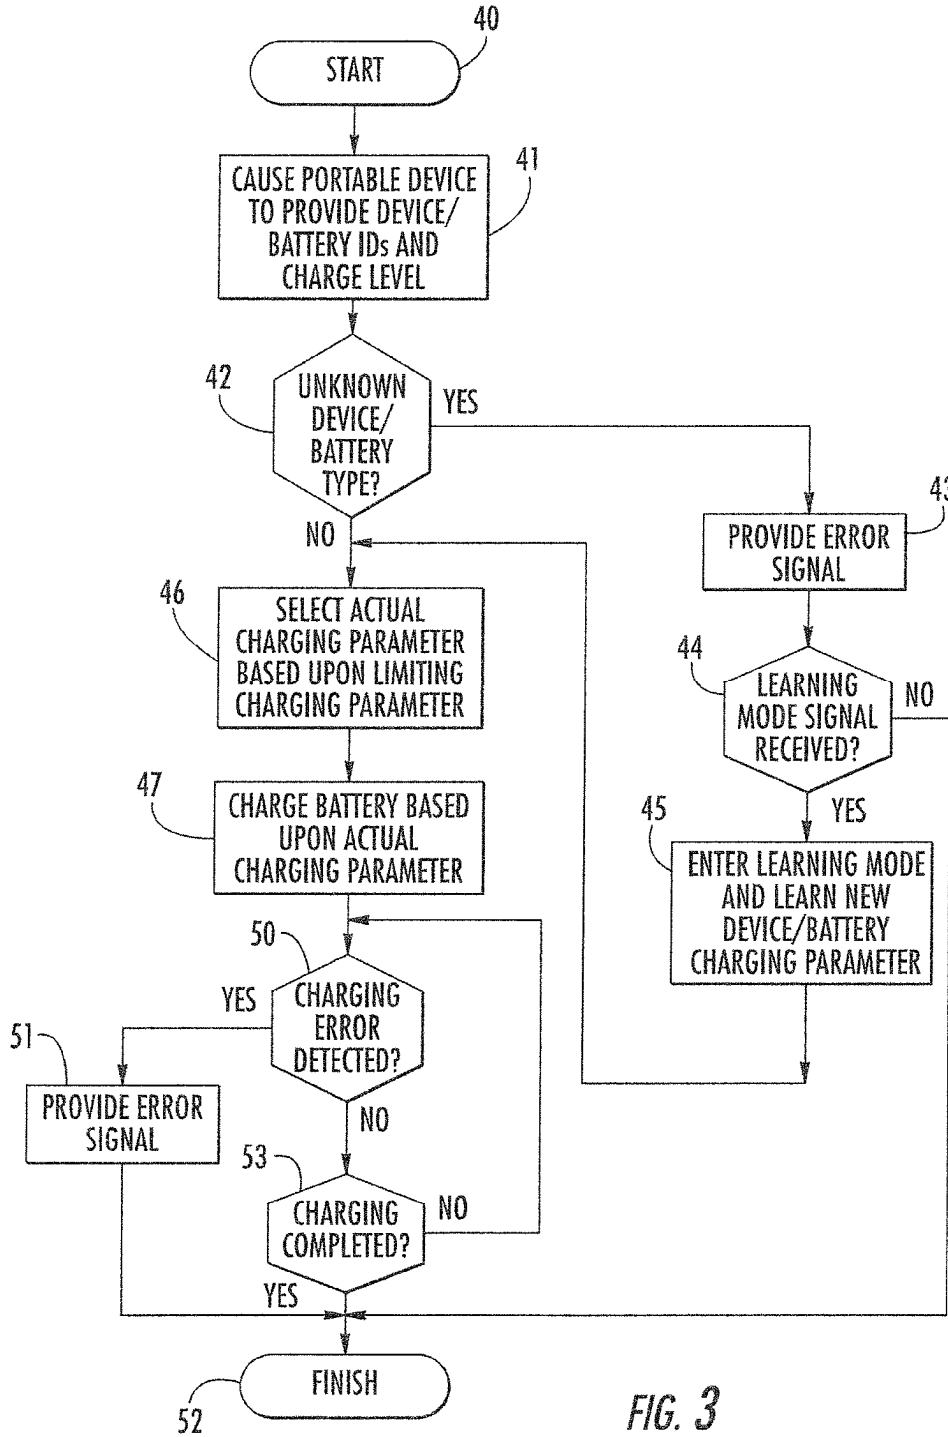 40
START
41
CAUSE PORTABLE DEVICE
TO PROVIDE DEVICE/
BATTERY IDs AND
CHARGE LEVEL
42
UNKNOWN
DEVICE/
BATTERY
TYPE?
YES
NO
43
PROVIDE ERROR
SIGNAL
44
LEARNING
MODE SIGNAL
RECEIVED?
NO
YES
45
ENTER LEARNING MODE
AND LEARN NEW
DEVICE/BATTERY
CHARGING PARAMETER
46
SELECT ACTUAL
CHARGING PARAMETER
BASED UPON LIMITING
CHARGING PARAMETER
47
CHARGE BATTERY BASED
UPON ACTUAL
CHARGING PARAMETER
50
CHARGING
ERROR
DETECTED?
YES
NO
51
PROVIDE ERROR
SIGNAL
53
CHARGING
COMPLETED?
NO
YES
FINISH
52
FIG. 3